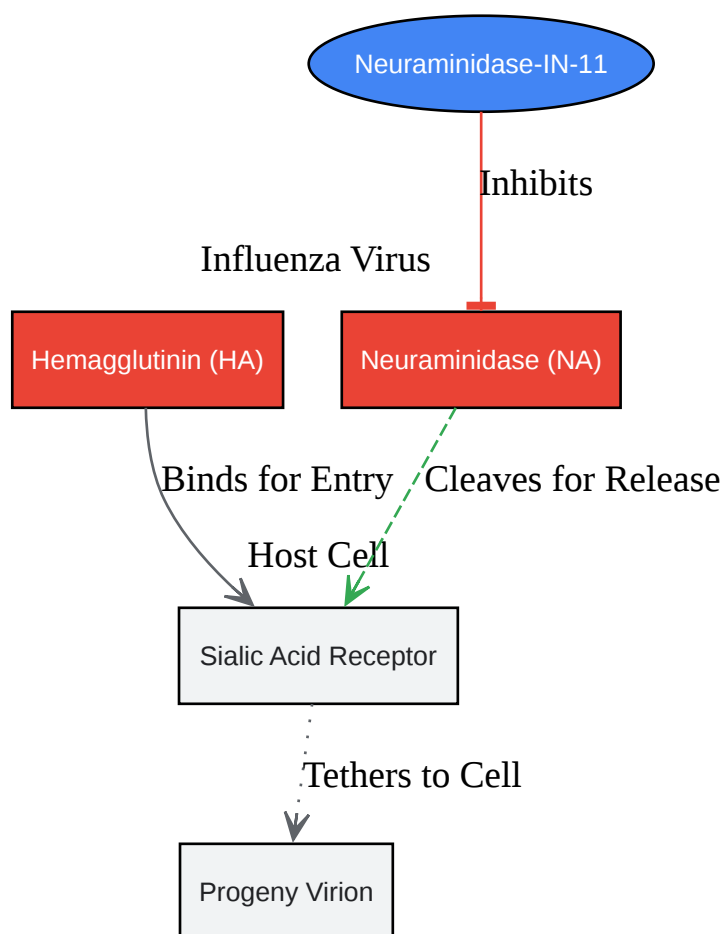 Neuraminidase-IN-11
Inhibits
Influenza Virus
Hemagglutinin (HA)
Neuraminidase (NA)
Binds for Entry
Cleaves for Release
Host Cell
Sialic Acid Receptor
Tethers to Cell
Progeny Virion